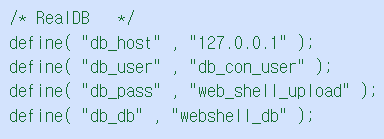 /* RealDB   */
define( "db_host" , "127.0.0.1" );
define( "db_user" , "db_con_user" );
define( "db_pass" , "web_shell_upload" );
define( "db_db" , "webshell_db" );